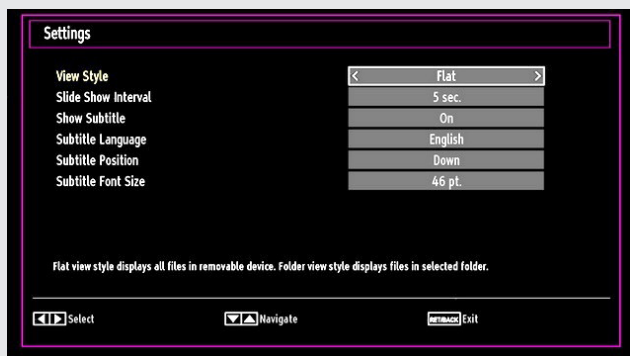 Settings
View Style < Flat >
Slide Show Interval 5 sec.
Show Subtitle On
Subtitle Language English
Subtitle Position Down
Subtitle Font Size 46 pt.
Flat view style displays all files in removable device. Folder view style displays files in selected folder.
Select Navigate RET/BACK Exit